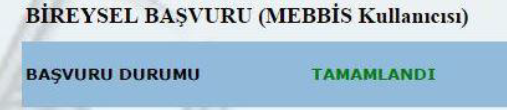 BİREYSEL BAŞVURU (MEBBİS Kullanıcısı)
BAŞVURU DURUMU TAMAMLANDI